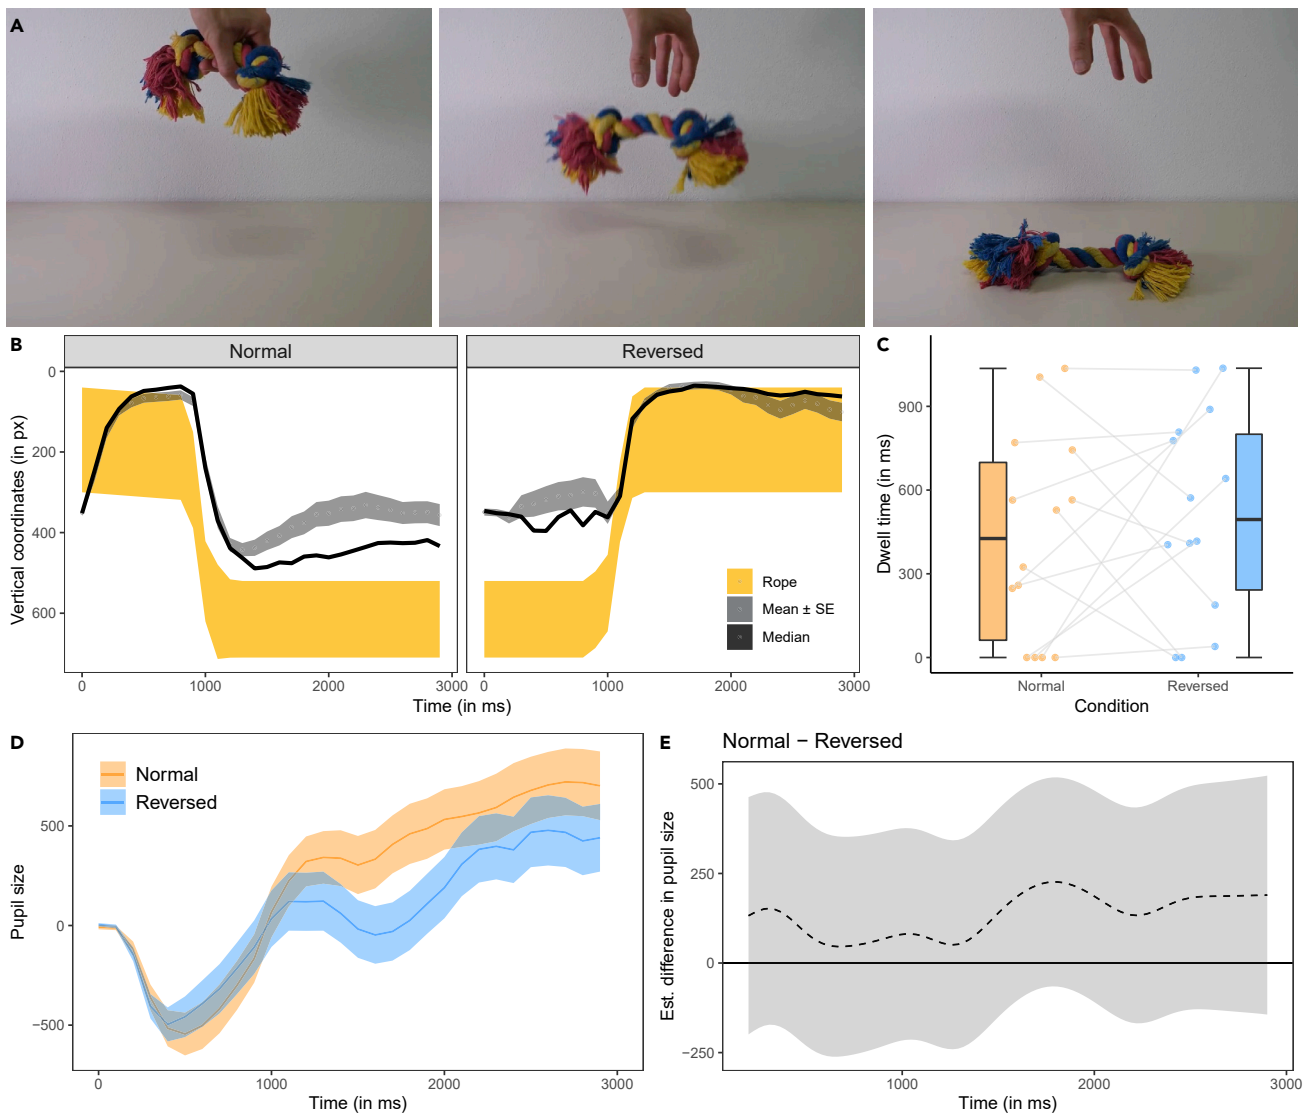 A
B
Normal
Reversed
Vertical coordinates (in px)
0
200
400
600
Rope
Mean ± SE
Median
0
1000
2000
3000
0
1000
2000
3000
Time (in ms)
C
Dwell time (in ms)
900
600
300
0
Normal
Reversed
Condition
D
Pupil size
500
0
−500
Normal
Reversed
0
1000
2000
3000
Time (in ms)
E
Normal − Reversed
Est. difference in pupil size
500
250
0
−250
1000
2000
3000
Time (in ms)